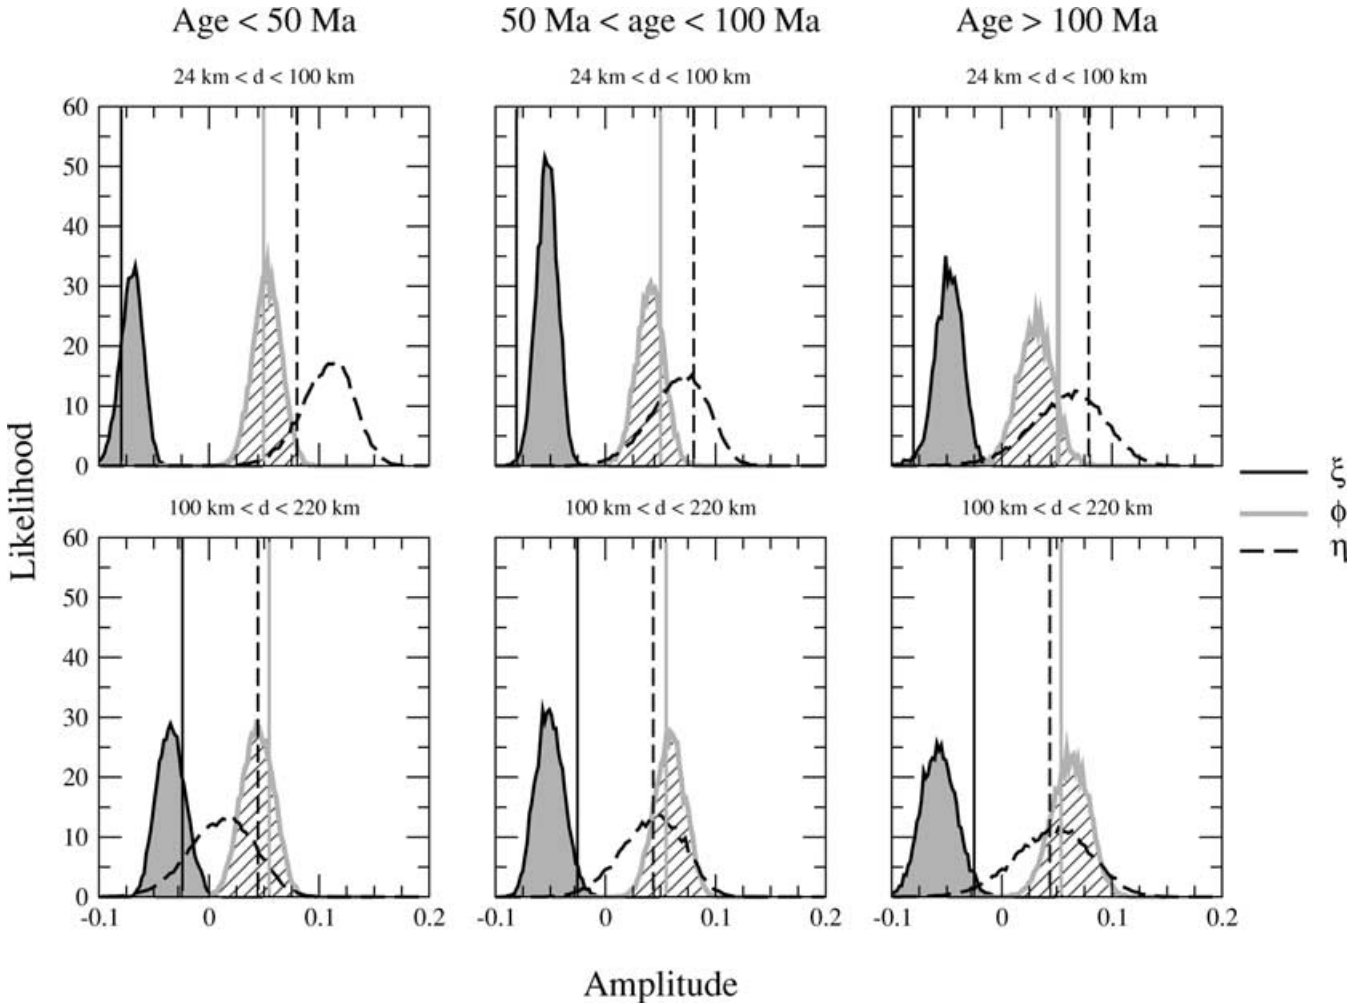 Age < 50 Ma
50 Ma < age < 100 Ma
Age > 100 Ma
24 km < d < 100 km
24 km < d < 100 km
24 km < d < 100 km
60
50
40
30
20
10
0
100 km < d < 220 km
100 km < d < 220 km
100 km < d < 220 km
60
50
40
30
20
10
0
-0.1 0 0.1 0.2
-0.1 0 0.1 0.2
-0.1 0 0.1 0.2
Likelihood
Amplitude
ξ
ϕ
η